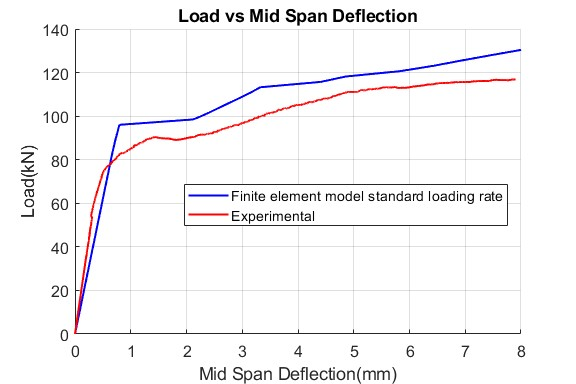 Load vs Mid Span Deflection
140
120
100
80
60
40
20
0
Load(kN)
Finite element model standard loading rate
Experimental
0 1 2 3 4 5 6 7 8
Mid Span Deflection(mm)